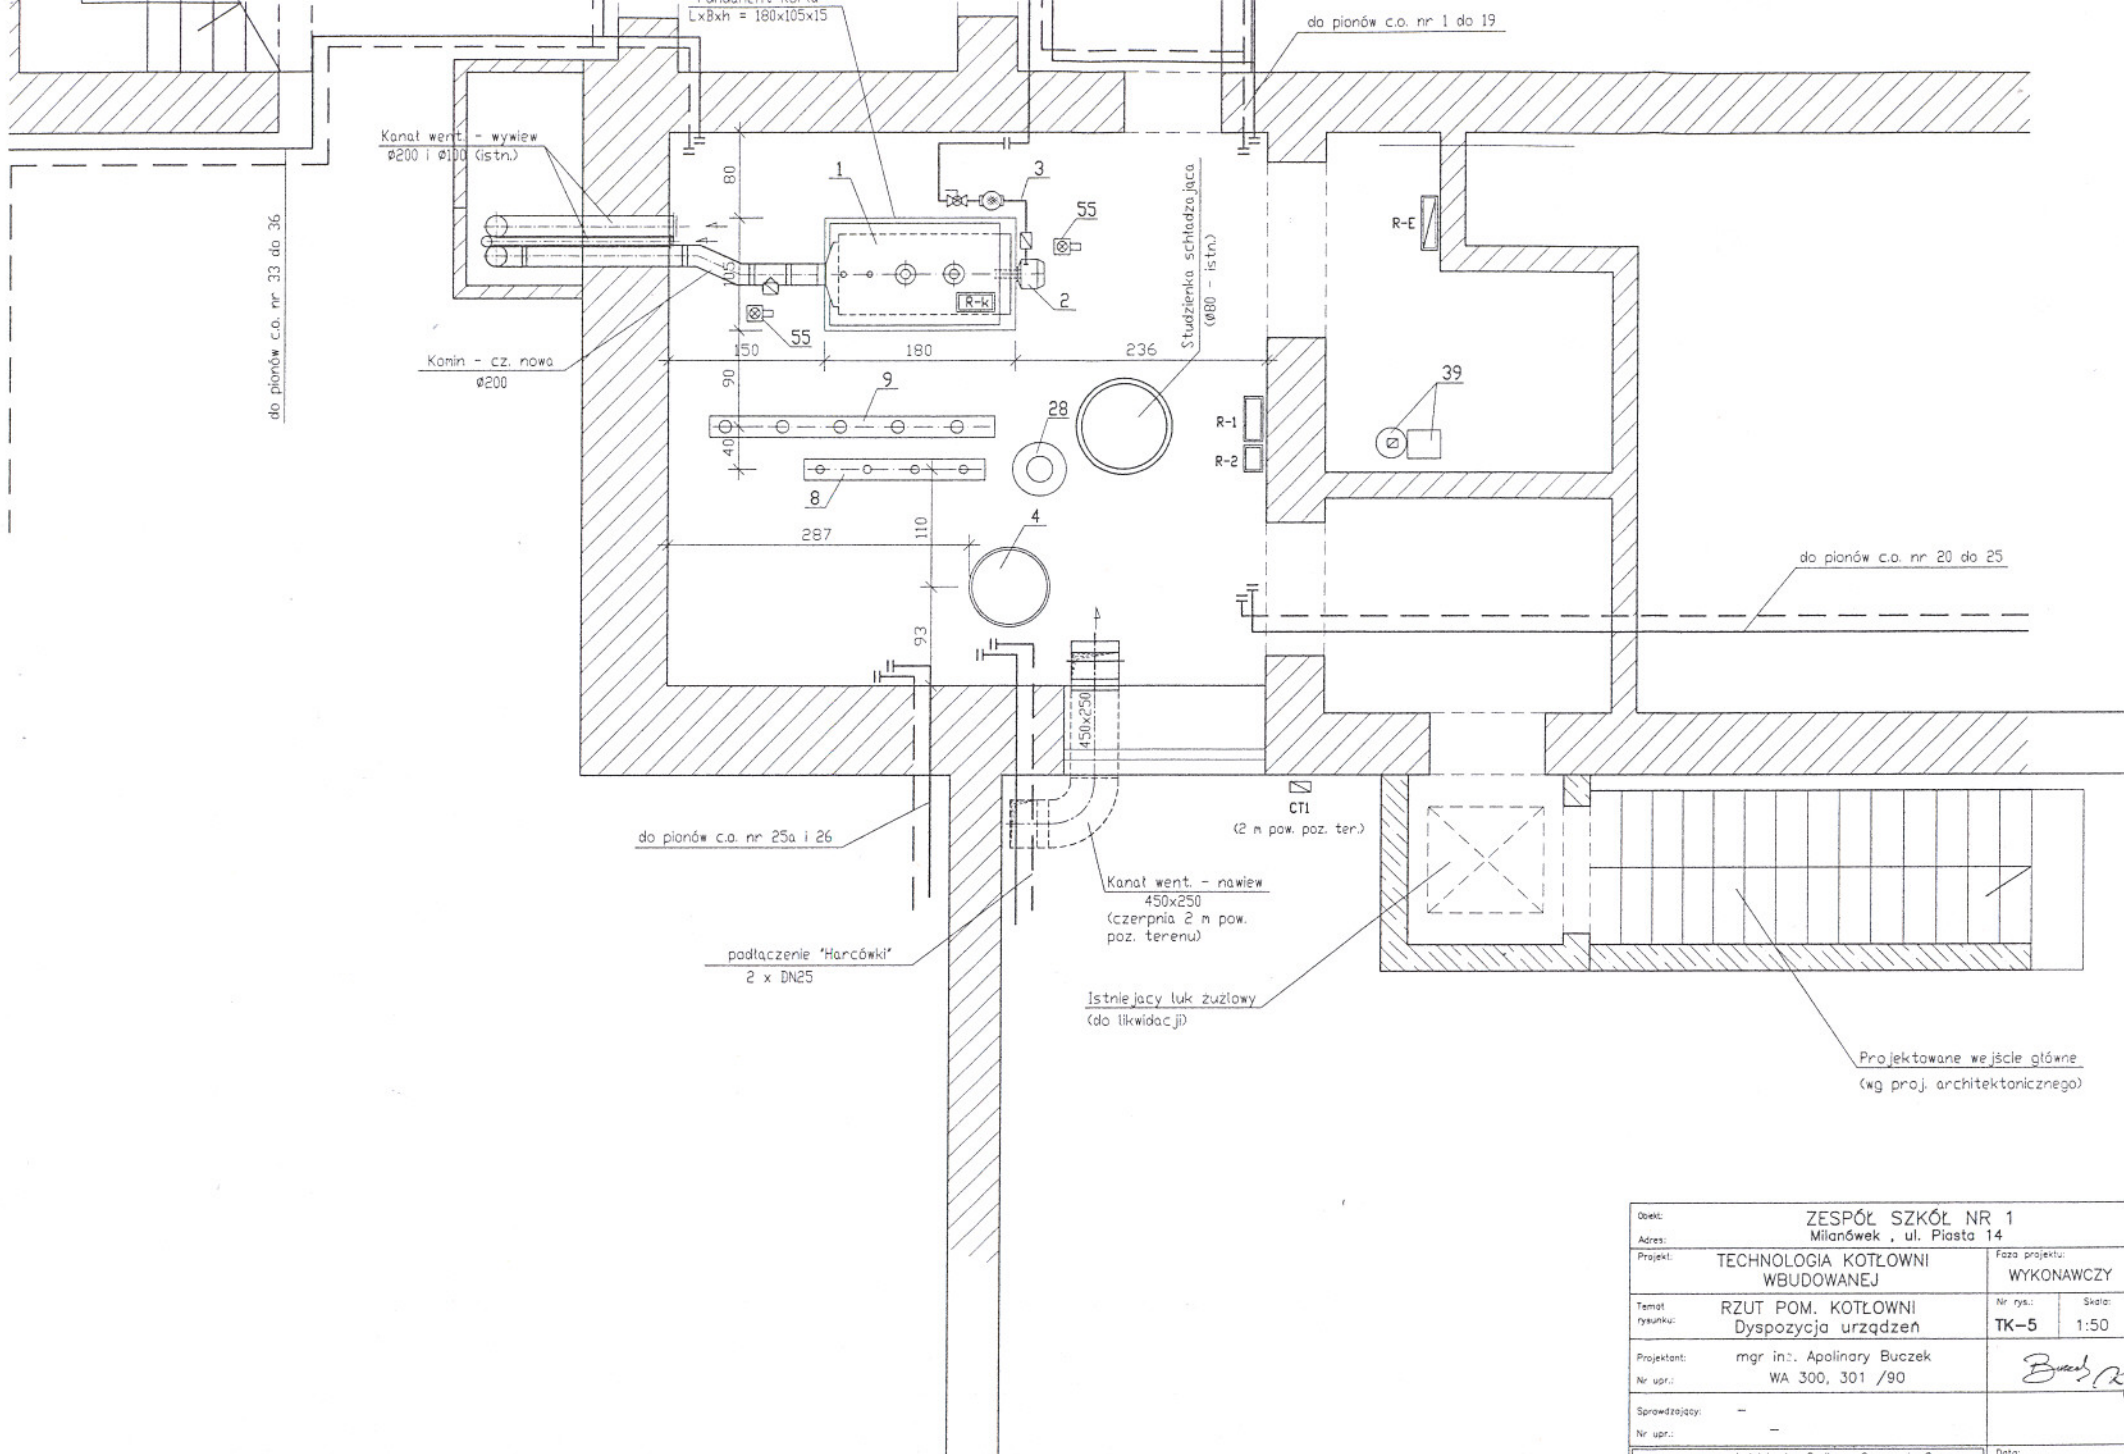 LxBxh = 180x105x15
do pionów c.o. nr 1 do 19
Kanał went. - wywiew
ø200 i ø100 (istn.)
80
1
3
55
R-E
Studzienka schładzająca
(ø80 - istn.)
do pionów c.o. nr 33 do 36
105
R-k
2
55
Komin - cz. nowa
ø200
150
180
236
90
9
28
39
R-1
40
R-2
8
4
110
287
do pionów c.o. nr 20 do 25
93
450x250
CT1
(2 m pow. poz. ter.)
do pionów c.o. nr 25a i 26
Kanał went. - nawiew
450x250
(czerpnia 2 m pow.
poz. terenu)
podłączenie "Harcówki"
2 x DN25
Istniejacy luk żużlowy
(do likwidacji)
Projektowane wejście główne
(wg proj. architektonicznego)
Obiekt: ZESPÓŁ SZKÓŁ NR 1
Adres: Milanówek , ul. Piasta 14
Projekt: TECHNOLOGIA KOTŁOWNI
WBUDOWANEJ
Faza projektu:
WYKONAWCZY
Temat rysunku: RZUT POM. KOTŁOWNI
Dyspozycja urządzeń
Nr rys.: TK-5
Skala: 1:50
Projektant: mgr inż. Apolinary Buczek
Nr upr.: WA 300, 301 /90
Sprawdzający: -
Nr upr.: -
Data: